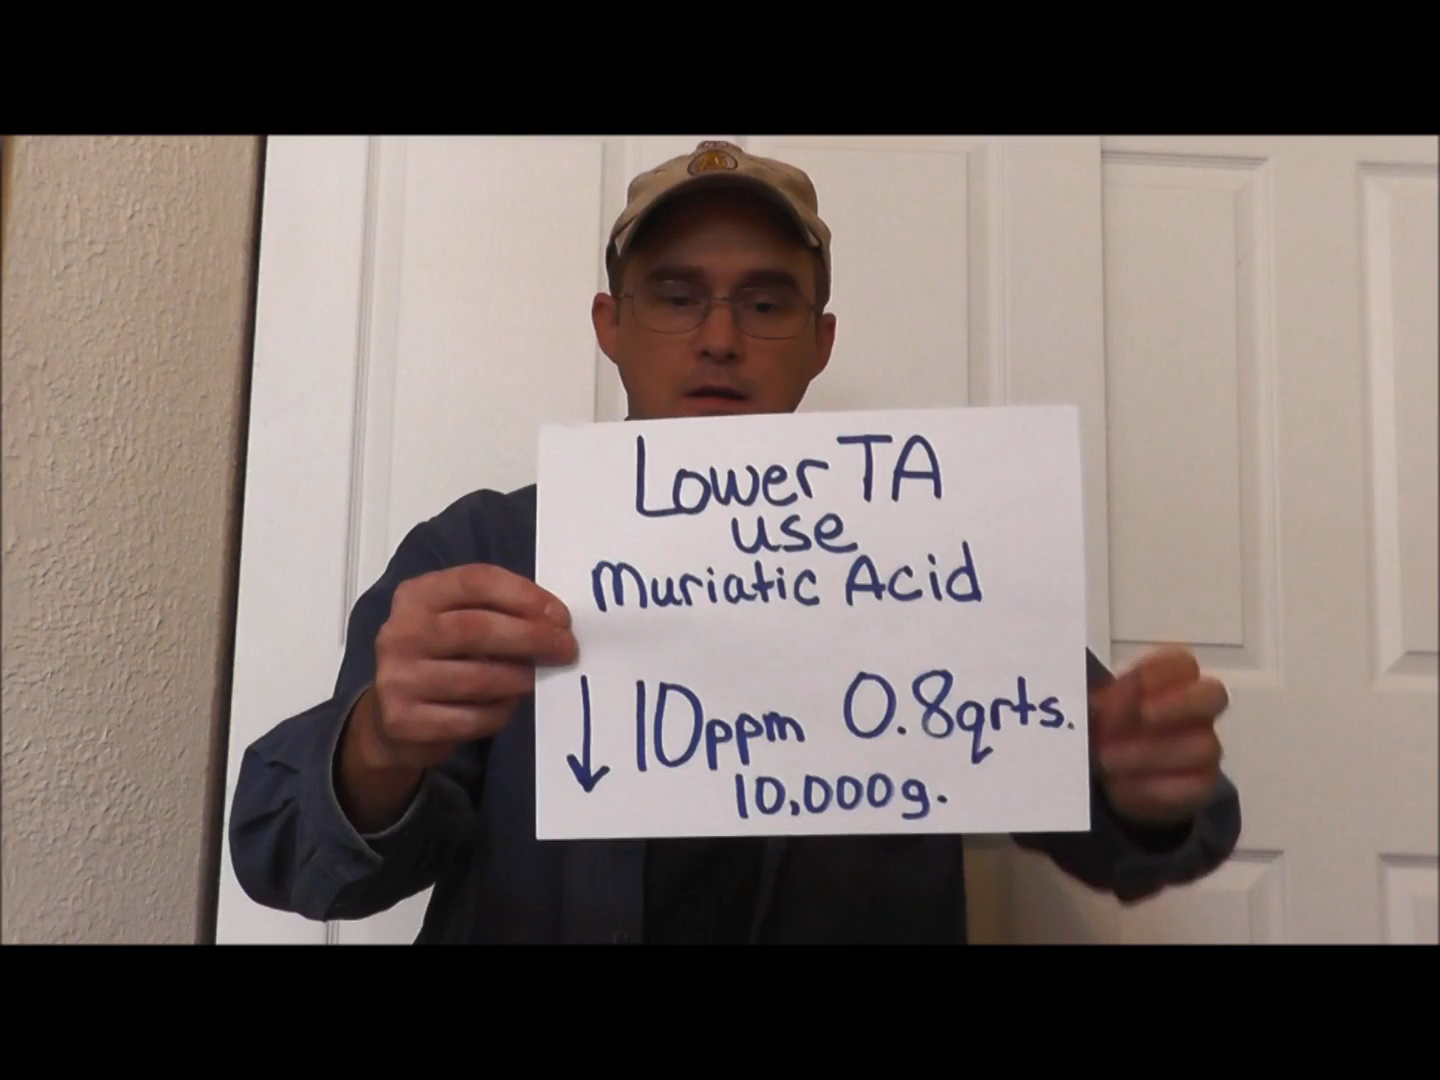 Lower TA
use
Muriatic Acid
↓ 10ppm 0.8qrts.
10,000g.